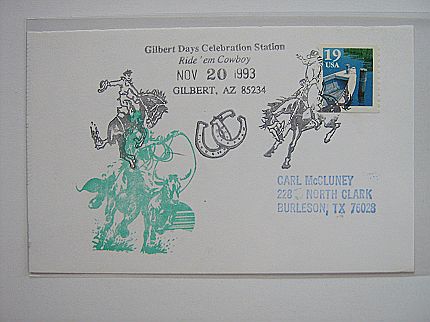 Gilbert Days Celebration Station
Ride 'em Cowboy
NOV 20 1993
GILBERT, AZ 85234
19
USA
CARL McCLUNEY
228 NORTH CLARK
BURLESON, TX 76028